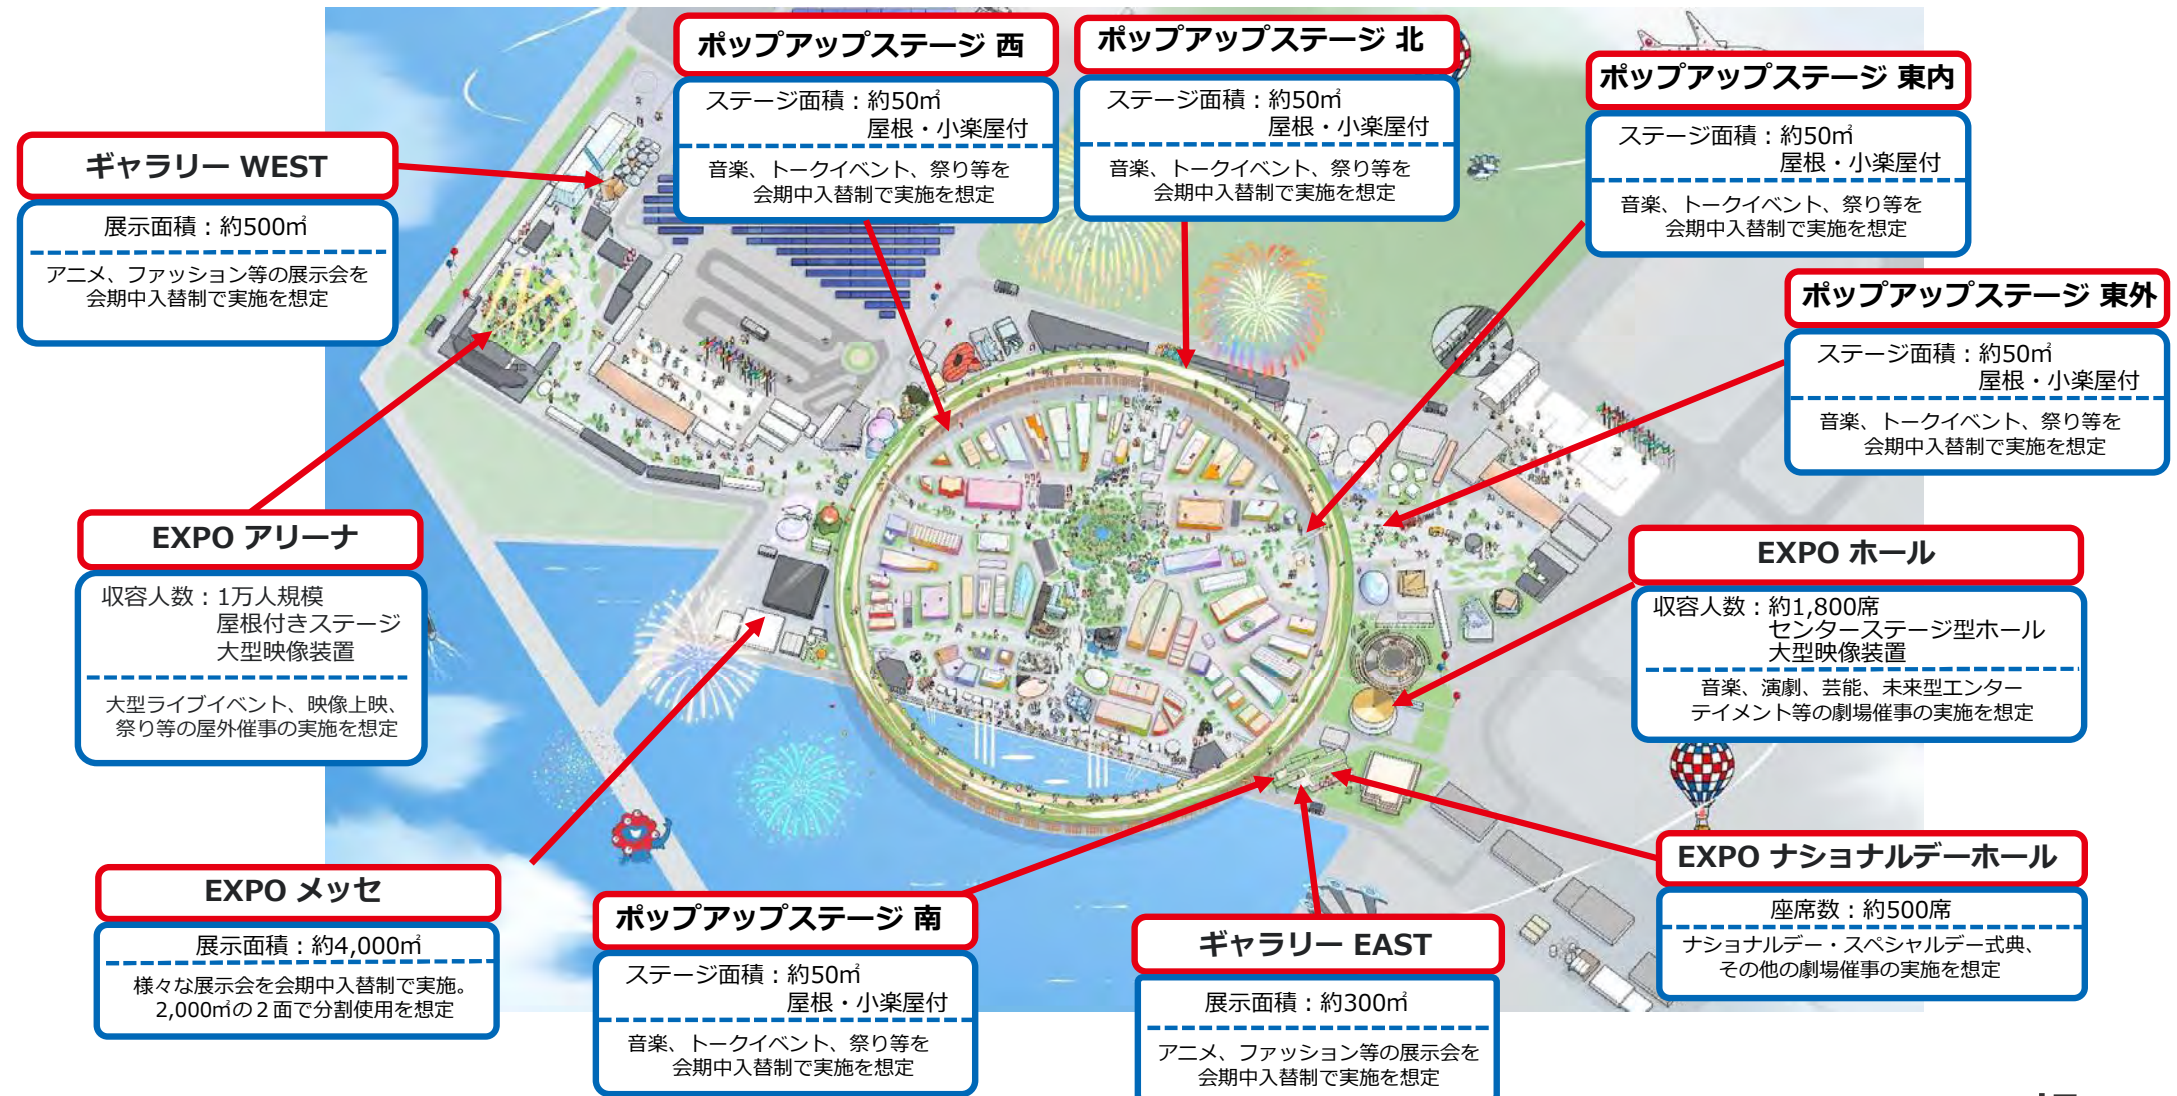 ポップアップステージ 西
ステージ面積：約50㎡
屋根・小楽屋付
音楽、トークイベント、祭り等を
会期中入替制で実施を想定
ポップアップステージ 北
ステージ面積：約50㎡
屋根・小楽屋付
音楽、トークイベント、祭り等を
会期中入替制で実施を想定
ポップアップステージ 東内
ステージ面積：約50㎡
屋根・小楽屋付
音楽、トークイベント、祭り等を
会期中入替制で実施を想定
ギャラリー WEST
展示面積：約500㎡
アニメ、ファッション等の展示会を
会期中入替制で実施を想定
ポップアップステージ 東外
ステージ面積：約50㎡
屋根・小楽屋付
音楽、トークイベント、祭り等を
会期中入替制で実施を想定
EXPO アリーナ
収容人数：1万人規模
屋根付きステージ
大型映像装置
大型ライブイベント、映像上映、
祭り等の屋外催事の実施を想定
EXPO ホール
収容人数：約1,800席
センターステージ型ホール
大型映像装置
音楽、演劇、芸能、未来型エンター
テイメント等の劇場催事の実施を想定
EXPO メッセ
展示面積：約4,000㎡
様々な展示会を会期中入替制で実施。
2,000㎡の２面で分割使用を想定
ポップアップステージ 南
ステージ面積：約50㎡
屋根・小楽屋付
音楽、トークイベント、祭り等を
会期中入替制で実施を想定
ギャラリー EAST
展示面積：約300㎡
アニメ、ファッション等の展示会を
会期中入替制で実施を想定
EXPO ナショナルデーホール
座席数：約500席
ナショナルデー・スペシャルデー式典、
その他の劇場催事の実施を想定